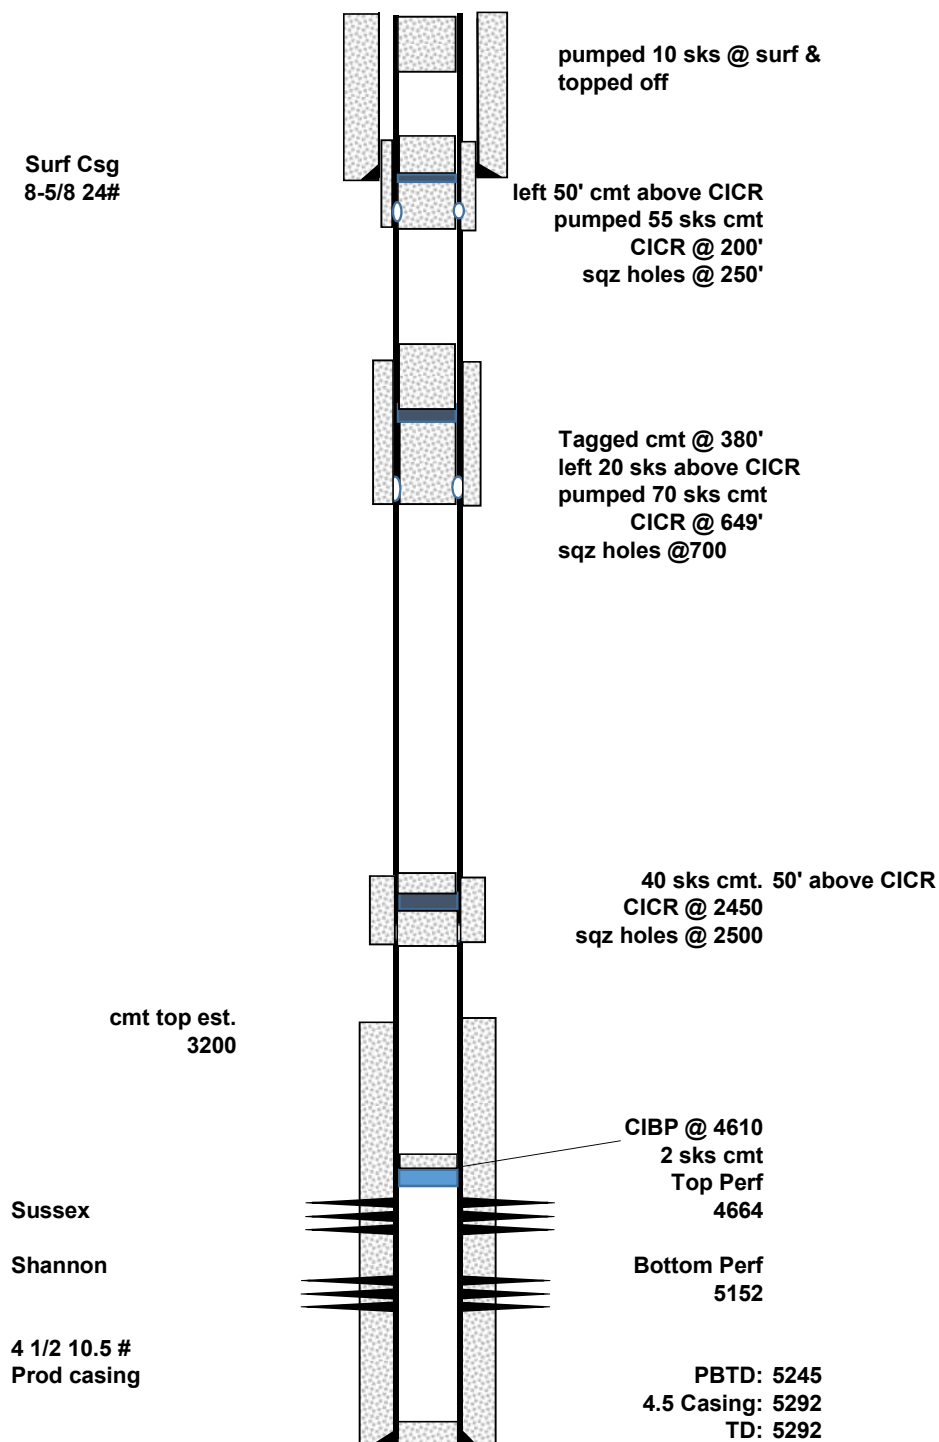 pumped 10 sks @ surf &
topped off
Surf Csg
8-5/8 24#
left 50' cmt above CICR
pumped 55 sks cmt
CICR @ 200'
sqz holes @ 250'
Tagged cmt @ 380'
left 20 sks above CICR
pumped 70 sks cmt
CICR @ 649'
sqz holes @700
40 sks cmt. 50' above CICR
CICR @ 2450
sqz holes @ 2500
cmt top est.
3200
CIBP @ 4610
2 sks cmt
Top Perf
Sussex 4664
Shannon Bottom Perf
5152
4 1/2 10.5 #
Prod casing
PBTD: 5245
4.5 Casing: 5292
TD: 5292